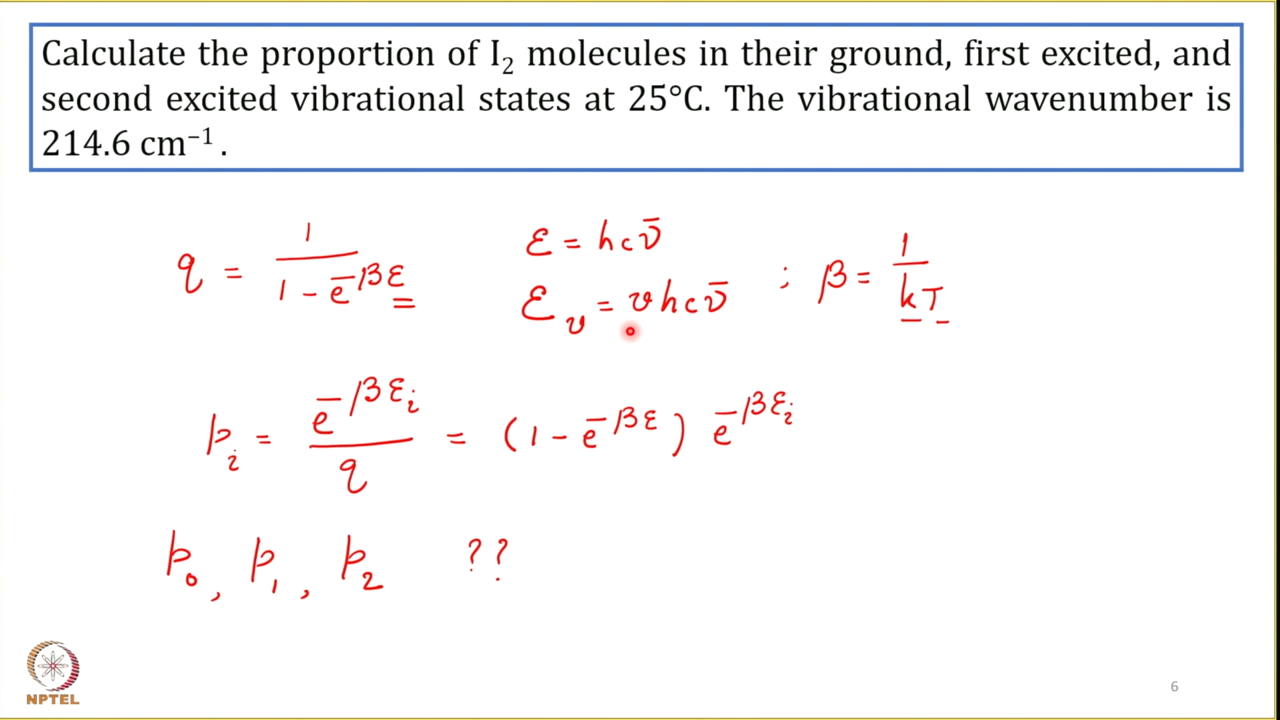 Calculate the proportion of I₂ molecules in their ground, first excited, and
second excited vibrational states at 25°C. The vibrational wavenumber is
214.6 cm⁻¹ .
q = 1 / (1 - e^(-βε))
ε = hcν̄
ε_v = v hcν̄ ; β = 1 / kT
p_i = e^(-βε_i) / q = (1 - e^(-βε)) e^(-βε_i)
p₀, p₁, p₂ ??
NPTEL
6